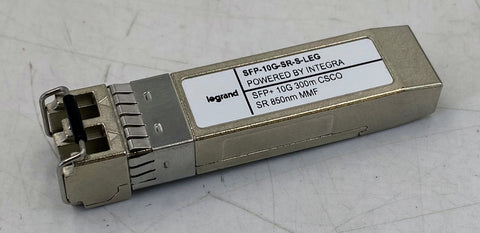 legrand
SFP-10G-SR-S-LEG
POWERED BY INTEGRA
SFP+ 10G 300m CSCO
SR 850nm MMF